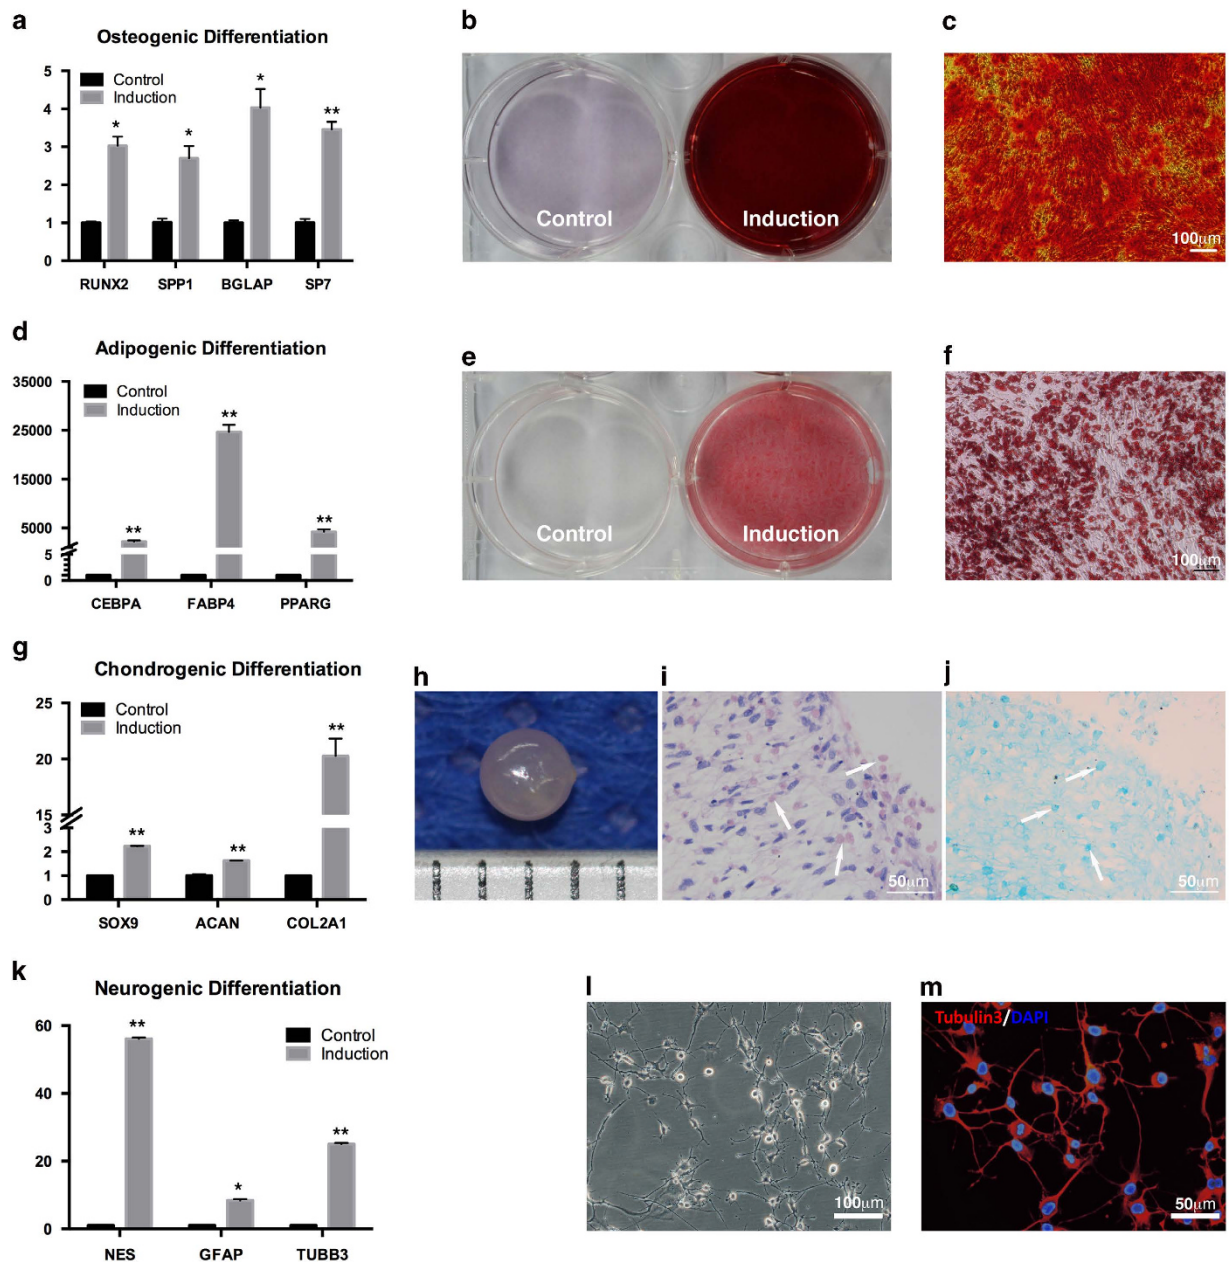 a
Osteogenic Differentiation
5
4
3
2
1
0
Control
Induction
*
*
*
**
RUNX2 SPP1 BGLAP SP7
b
Control
Induction
c
100µm
d
Adipogenic Differentiation
35000
25000
15000
5000
5
0
Control
Induction
**
**
**
CEBPA FABP4 PPARG
e
Control
Induction
f
100µm
g
Chondrogenic Differentiation
25
20
15
3
2
1
0
Control
Induction
**
**
**
SOX9 ACAN COL2A1
h
i
50µm
j
50µm
k
Neurogenic Differentiation
60
40
20
0
Control
Induction
**
*
**
NES GFAP TUBB3
l
100µm
m
Tubulin3/DAPI
50µm